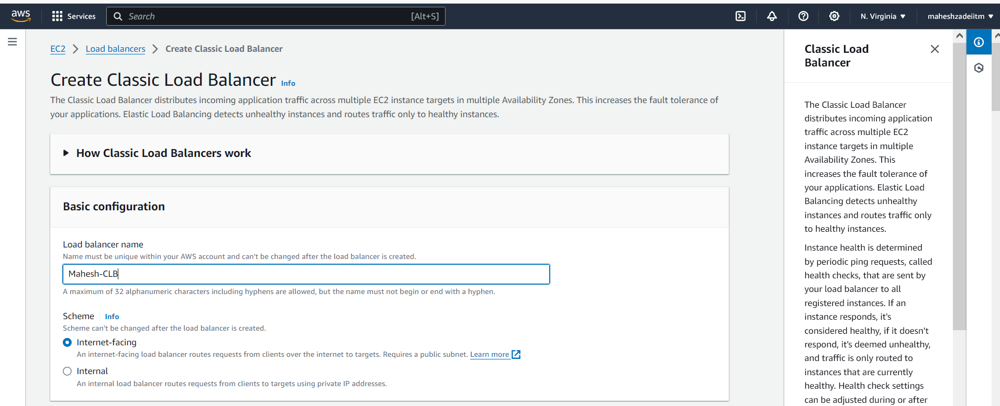 aws
Services
Search
[Alt+S]
N. Virginia
maheshzadeiitm
EC2
Load balancers
Create Classic Load Balancer
Create Classic Load Balancer
Info
The Classic Load Balancer distributes incoming application traffic across multiple EC2 instance targets in multiple Availability Zones. This increases the fault tolerance of
your applications. Elastic Load Balancing detects unhealthy instances and routes traffic only to healthy instances.
How Classic Load Balancers work
Basic configuration
Load balancer name
Name must be unique within your AWS account and can't be changed after the load balancer is created.
Mahesh-CLB
A maximum of 32 alphanumeric characters including hyphens are allowed, but the name must not begin or end with a hyphen.
Scheme
Info
Scheme can't be changed after the load balancer is created.
Internet-facing
An internet-facing load balancer routes requests from clients over the internet to targets. Requires a public subnet. Learn more
Internal
An internal load balancer routes requests from clients to targets using private IP addresses.
Classic Load
Balancer
The Classic Load Balancer
distributes incoming application
traffic across multiple EC2
instance targets in multiple
Availability Zones. This
increases the fault tolerance of
your applications. Elastic Load
Balancing detects unhealthy
instances and routes traffic only
to healthy instances.
Instance health is determined
by periodic ping requests, called
health checks, that are sent by
your load balancer to all
registered instances. If an
instance responds, it's
considered healthy, if it doesn't
respond, it's deemed unhealthy,
and traffic is only routed to
instances that are currently
healthy. Health check settings
can be adjusted during or after